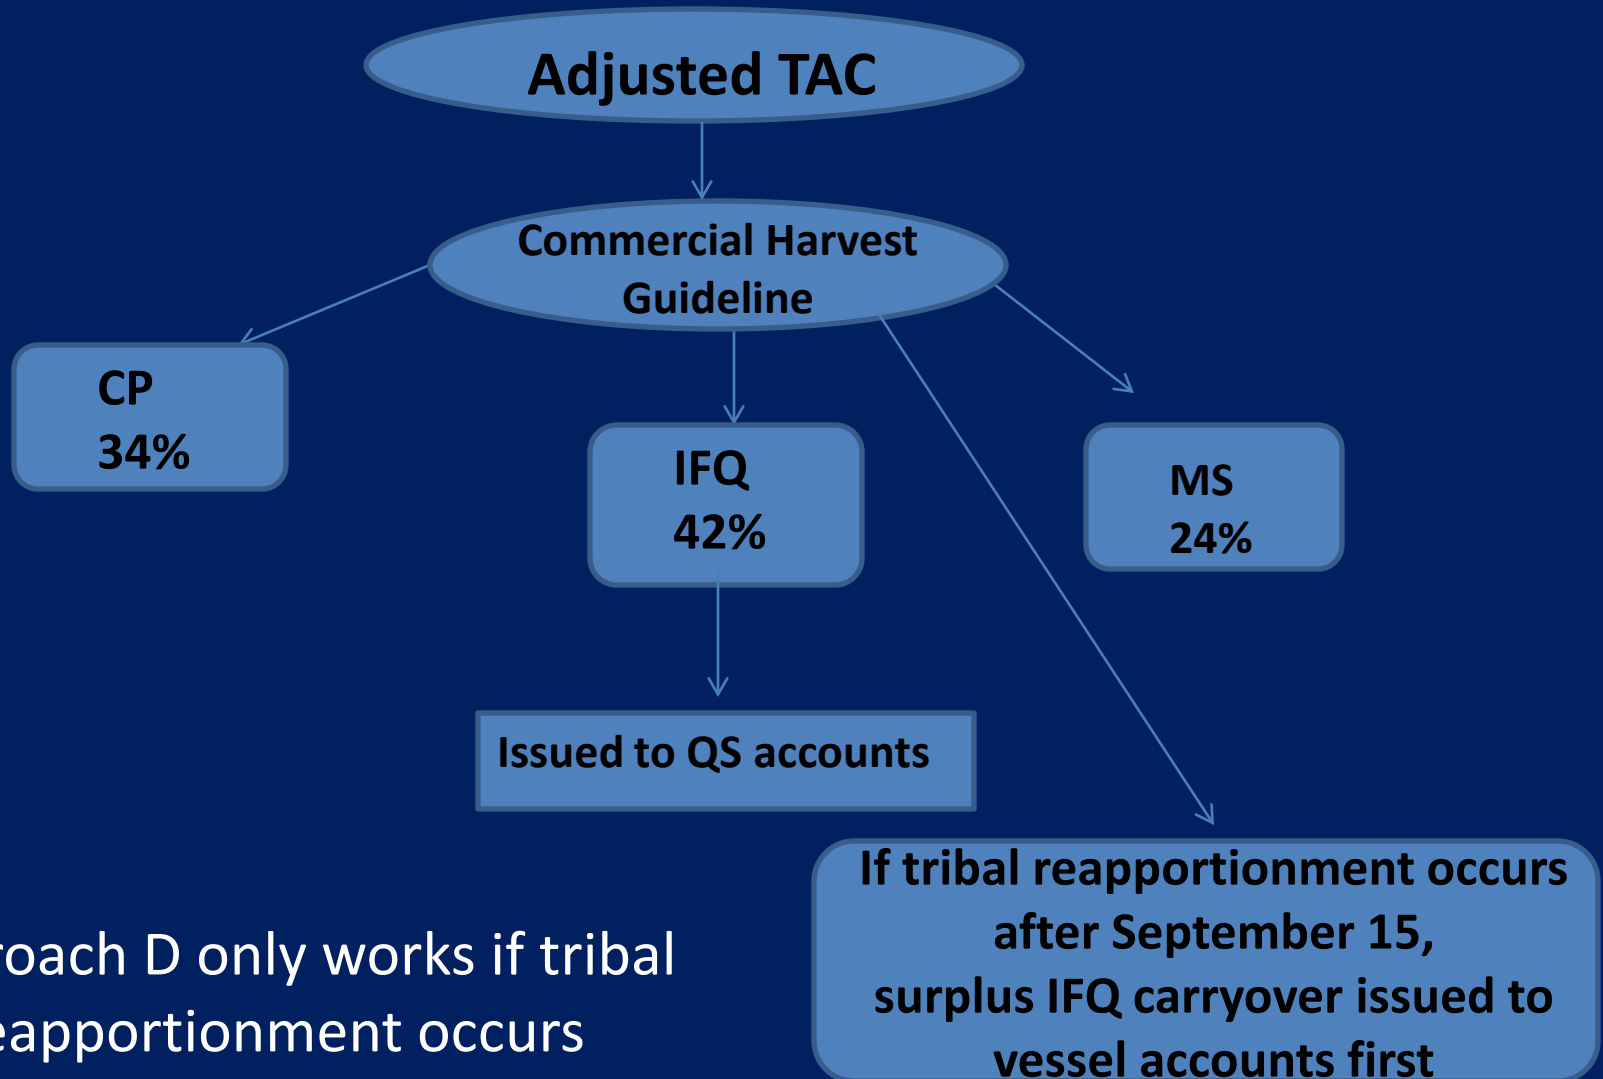 Adjusted TAC
Commercial Harvest
Guideline
CP
34%
IFQ
42%
MS
24%
Issued to QS accounts
roach D only works if tribal
eapportionment occurs
If tribal reapportionment occurs
after September 15,
surplus IFQ carryover issued to
vessel accounts first